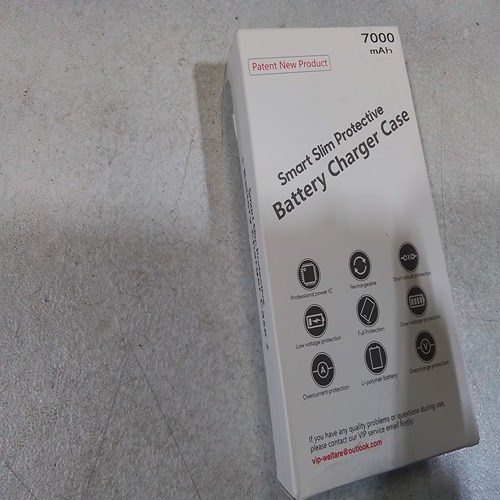 7000
mAh
Patent New Product
Smart Slim Protective
Battery Charger Case
Professional power IC
Rechargeable
Short circuit protection
Low voltage protection
Full Protection
Over voltage protection
Overcurrent protection
Li-polymer battery
Overcharge protection
If you have any quality problems or questions during use,
please contact our VIP service email firstly:
vip-welfare@outlook.com